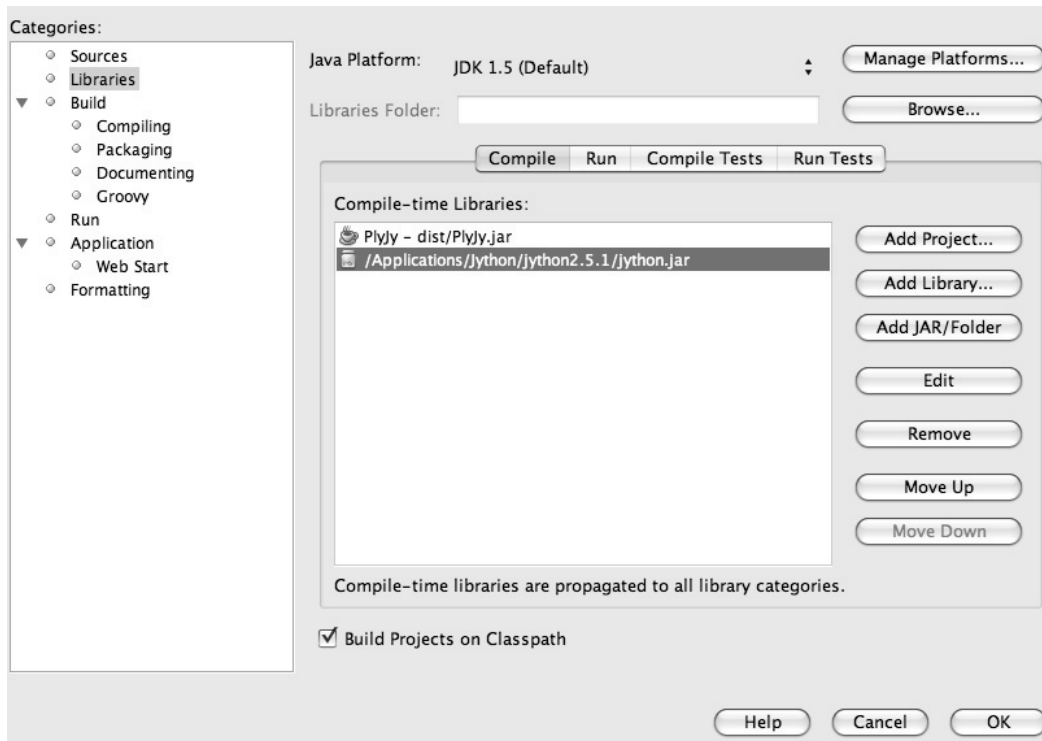 Categories:
Sources
Libraries
Build
Compiling
Packaging
Documenting
Groovy
Run
Application
Web Start
Formatting
Java Platform: JDK 1.5 (Default) Manage Platforms...
Libraries Folder: Browse...
Compile Run Compile Tests Run Tests
Compile-time Libraries:
PlyJy - dist/PlyJy.jar
/Applications/Jython/jython2.5.1/jython.jar
Add Project...
Add Library...
Add JAR/Folder
Edit
Remove
Move Up
Move Down
Compile-time libraries are propagated to all library categories.
Build Projects on Classpath
Help Cancel OK